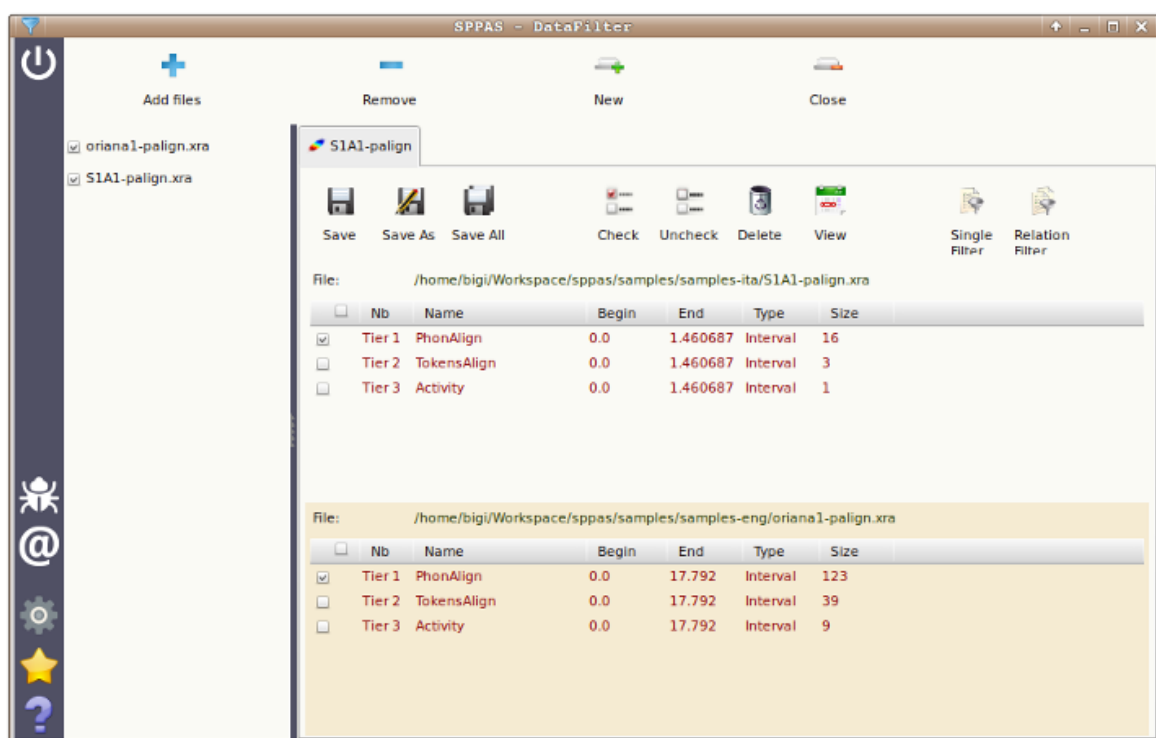 SPPAS - DataFilter
Add files Remove New Close
oriana1-palign.xra
S1A1-palign.xra
S1A1-palign
Save Save As Save All Check Uncheck Delete View Single Filter Relation Filter
File: /home/bigi/Workspace/sppas/samples/samples-ita/S1A1-palign.xra
Nb Name Begin End Type Size
Tier 1 PhonAlign 0.0 1.460687 Interval 16
Tier 2 TokensAlign 0.0 1.460687 Interval 3
Tier 3 Activity 0.0 1.460687 Interval 1
File: /home/bigi/Workspace/sppas/samples/samples-eng/oriana1-palign.xra
Nb Name Begin End Type Size
Tier 1 PhonAlign 0.0 17.792 Interval 123
Tier 2 TokensAlign 0.0 17.792 Interval 39
Tier 3 Activity 0.0 17.792 Interval 9